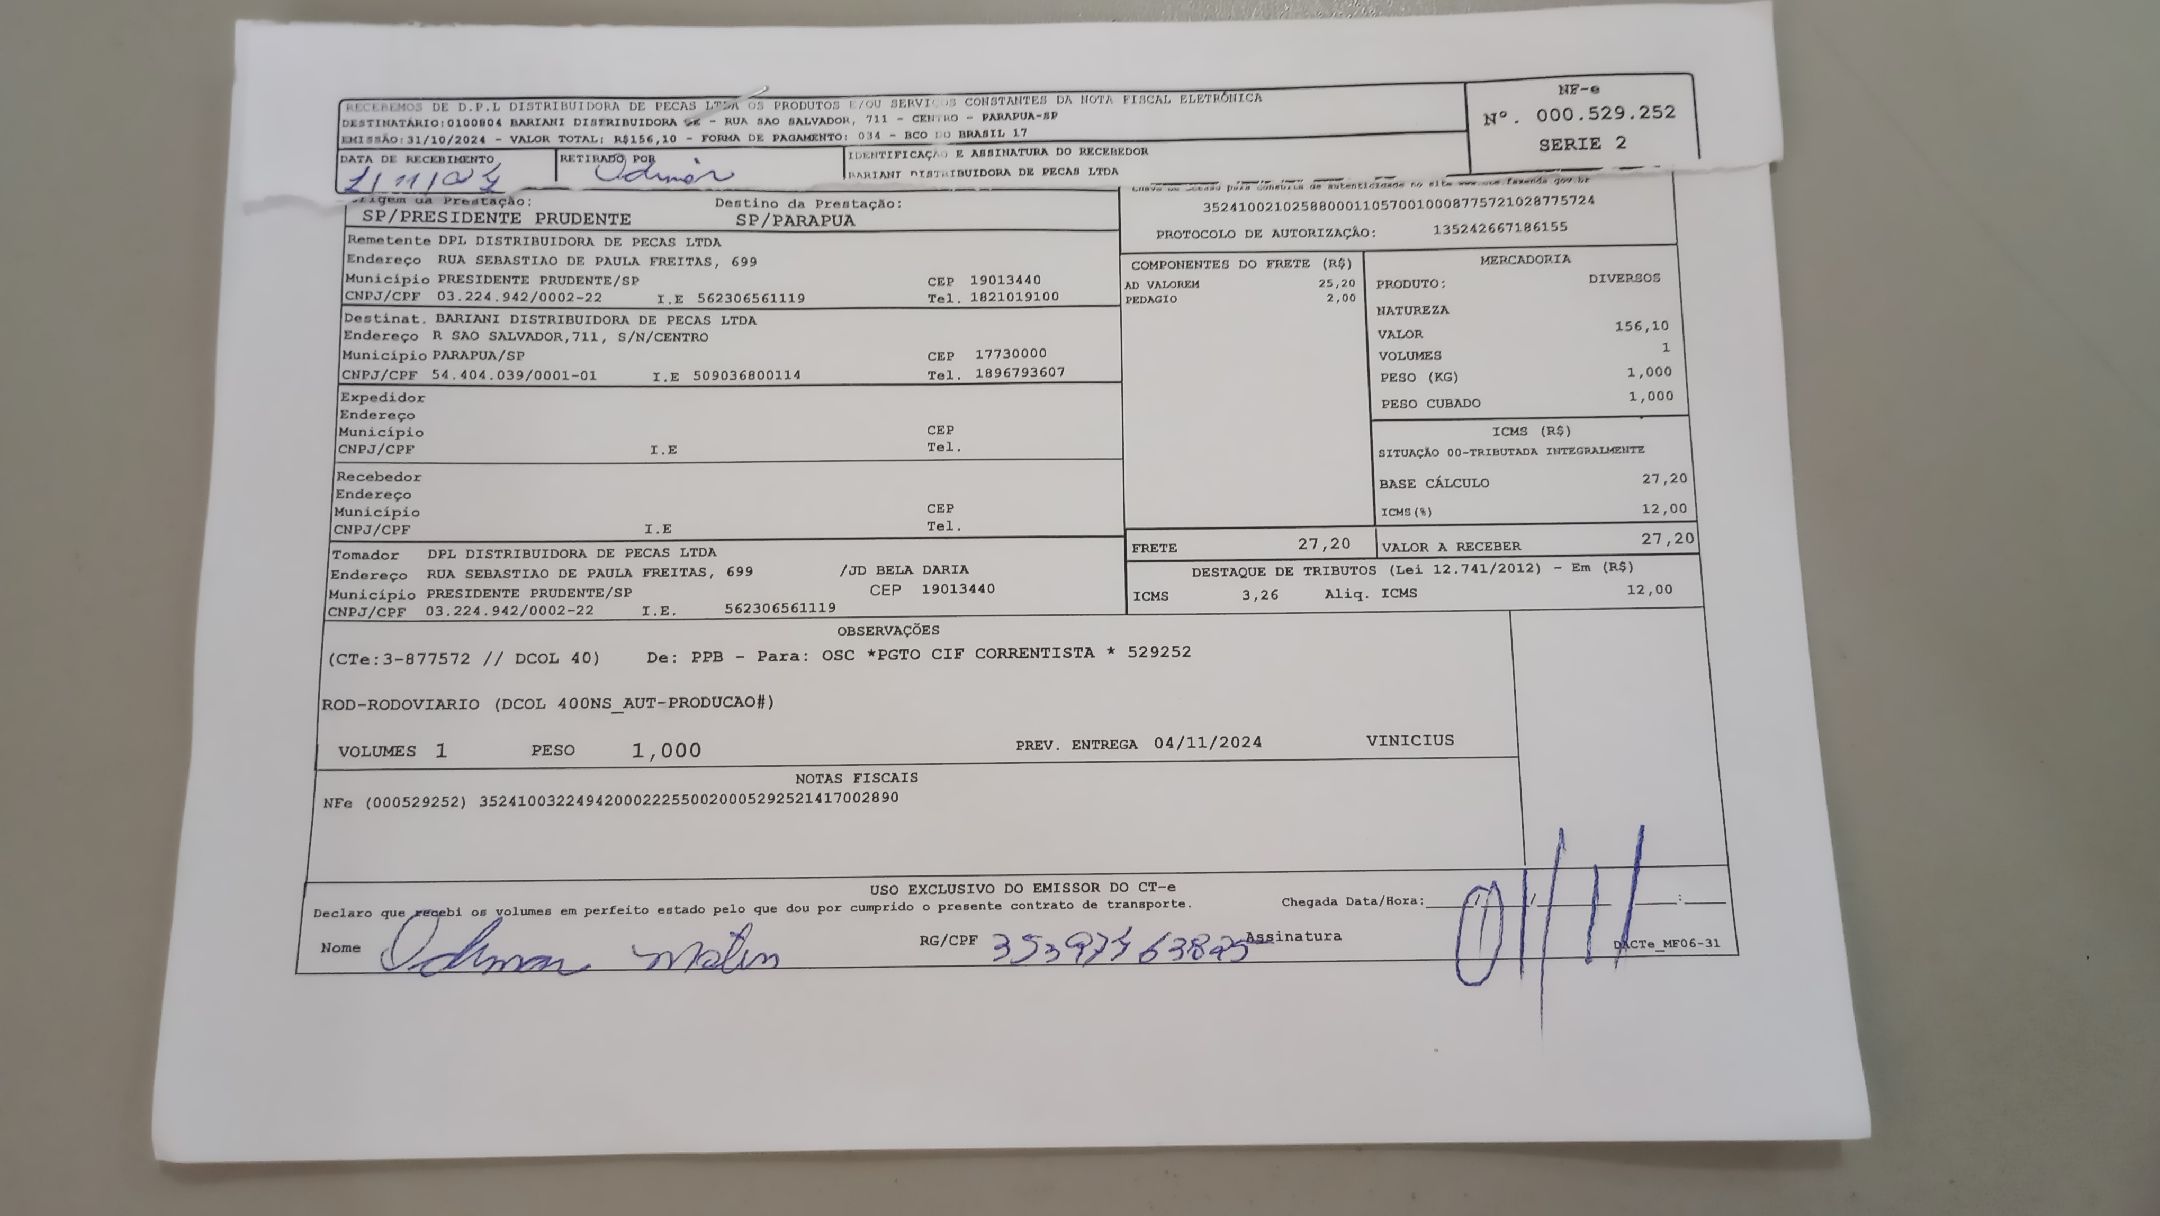 RECEBEMOS DE D.P.L DISTRIBUIDORA DE PECAS LTDA OS PRODUTOS E/OU SERVIÇOS CONSTANTES DA NOTA FISCAL ELETRÔNICA
DESTINATÁRIO:0100804 BARIANI DISTRIBUIDORA DE - RUA SAO SALVADOR, 711 - CENTRO - PARAPUA-SP
EMISSÃO:31/10/2024 - VALOR TOTAL: R$156,10 - FORMA DE PAGAMENTO: 034 - BCO DO BRASIL 17
NF-e
Nº. 000.529.252
SERIE 2
DATA DE RECEBIMENTO
RETIRADO POR
IDENTIFICAÇÃO E ASSINATURA DO RECEBEDOR
BARIANI DISTRIBUIDORA DE PECAS LTDA
Origem da Prestação: Destino da Prestação:
SP/PRESIDENTE PRUDENTE SP/PARAPUA
35241002102588000110570010008775721028775724
PROTOCOLO DE AUTORIZAÇÃO: 135242667186155
Remetente DPL DISTRIBUIDORA DE PECAS LTDA
Endereço RUA SEBASTIAO DE PAULA FREITAS, 699
Município PRESIDENTE PRUDENTE/SP CEP 19013440
CNPJ/CPF 03.224.942/0002-22 I.E 562306561119 Tel. 1821019100
Destinat. BARIANI DISTRIBUIDORA DE PECAS LTDA
Endereço R SAO SALVADOR,711, S/N/CENTRO
Município PARAPUA/SP CEP 17730000
CNPJ/CPF 54.404.039/0001-01 I.E 509036800114 Tel. 1896793607
Expedidor
Endereço
Município CEP
CNPJ/CPF I.E Tel.
Recebedor
Endereço
Município CEP
CNPJ/CPF I.E Tel.
Tomador DPL DISTRIBUIDORA DE PECAS LTDA
Endereço RUA SEBASTIAO DE PAULA FREITAS, 699 /JD BELA DARIA
Município PRESIDENTE PRUDENTE/SP CEP 19013440
CNPJ/CPF 03.224.942/0002-22 I.E. 562306561119
COMPONENTES DO FRETE (R$)
AD VALOREM 25,20
PEDAGIO 2,00
MERCADORIA
PRODUTO: DIVERSOS
NATUREZA
VALOR 156,10
VOLUMES 1
PESO (KG) 1,000
PESO CUBADO 1,000
ICMS (R$)
SITUAÇÃO 00-TRIBUTADA INTEGRALMENTE
BASE CÁLCULO 27,20
ICMS(%) 12,00
FRETE 27,20 VALOR A RECEBER 27,20
DESTAQUE DE TRIBUTOS (Lei 12.741/2012) - Em (R$)
ICMS 3,26 Aliq. ICMS 12,00
OBSERVAÇÕES
(CTe:3-877572 // DCOL 40) De: PPB - Para: OSC *PGTO CIF CORRENTISTA * 529252
ROD-RODOVIARIO (DCOL 400NS_AUT-PRODUCAO#)
VOLUMES 1 PESO 1,000 PREV. ENTREGA 04/11/2024 VINICIUS
NOTAS FISCAIS
NFe (000529252) 35241003224942000222550020005292521417002890
USO EXCLUSIVO DO EMISSOR DO CT-e
Declaro que recebi os volumes em perfeito estado pelo que dou por cumprido o presente contrato de transporte. Chegada Data/Hora: 01/11
Nome RG/CPF Assinatura
DACTe_MF06-31